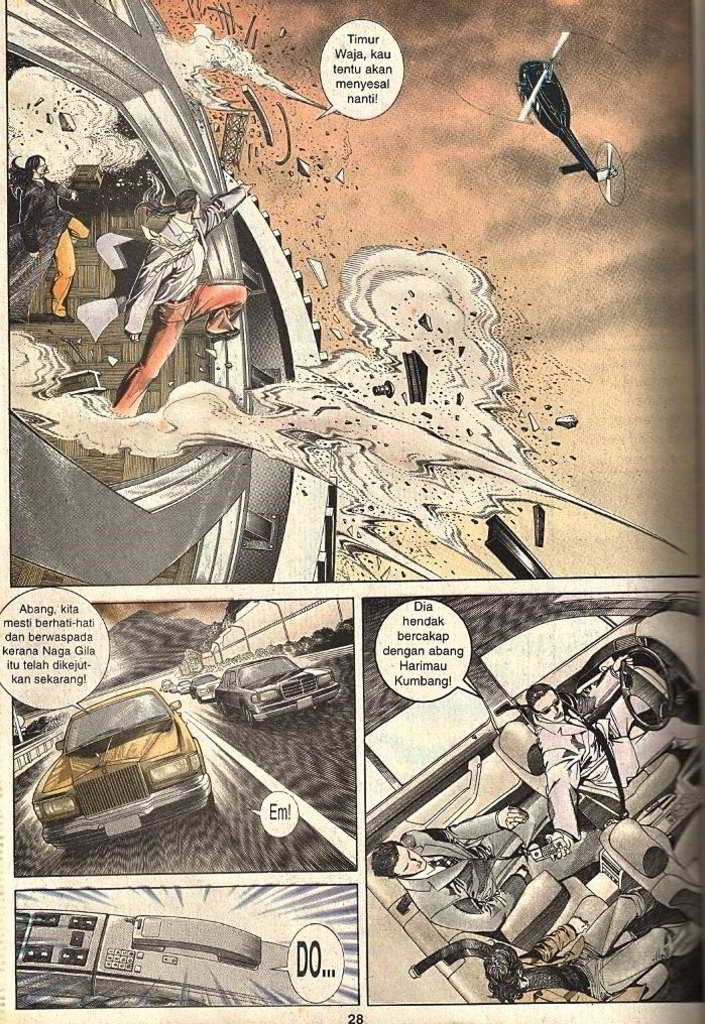 Timur
Waja, kau
tentu akan
menyesal
nanti!
Abang, kita
mesti berhati-hati
dan berwaspada
kerana Naga Gila
itu telah dikejut-
kan sekarang!
Em!
Dia
hendak
bercakap
dengan abang
Harimau
Kumbang!
DO...
28